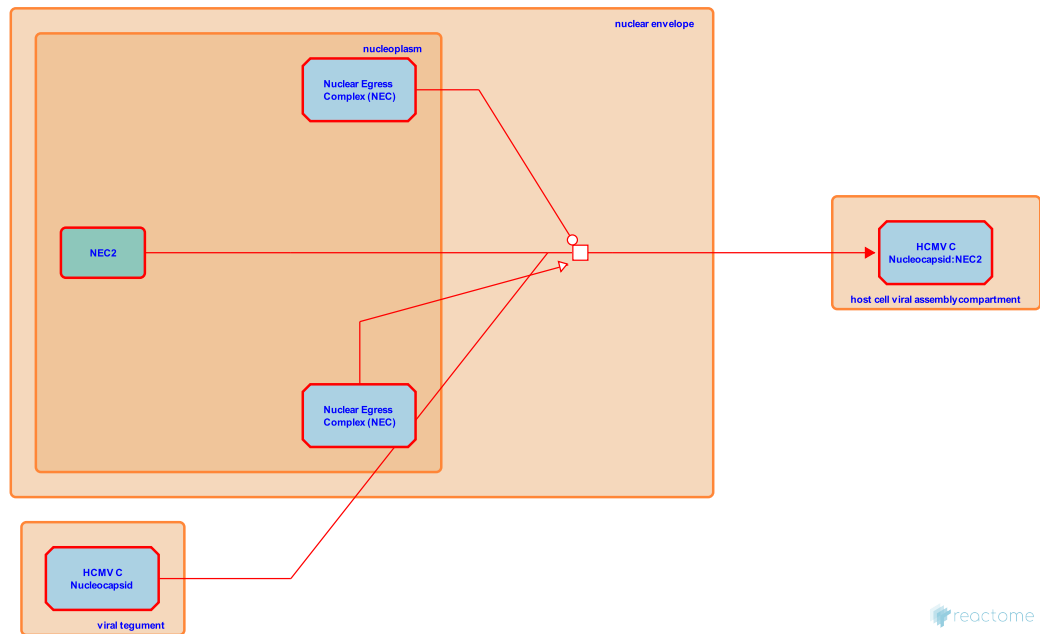 nuclear envelope
nucleoplasm
Nuclear Egress
Complex (NEC)
NEC2
HCMV C
Nucleocapsid:NEC2
host cell viral assembly compartment
Nuclear Egress
Complex (NEC)
HCMV C
Nucleocapsid
viral tegument
reactome